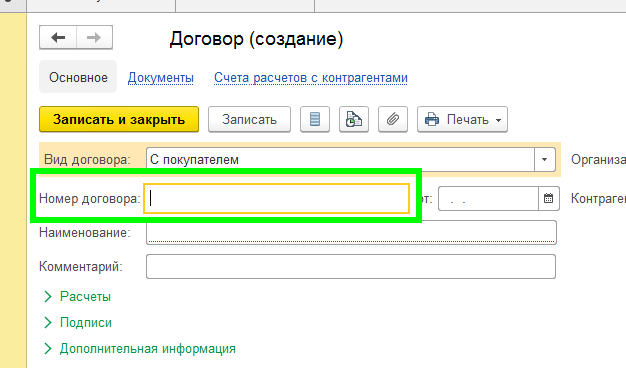 Договор (создание)
Основное Документы Счета расчетов с контрагентами
Записать и закрыть Записать Печать
Вид договора: С покупателем Организа
Номер договора: от: . . Контраген
Наименование:
Комментарий:
Расчеты
Подписи
Дополнительная информация